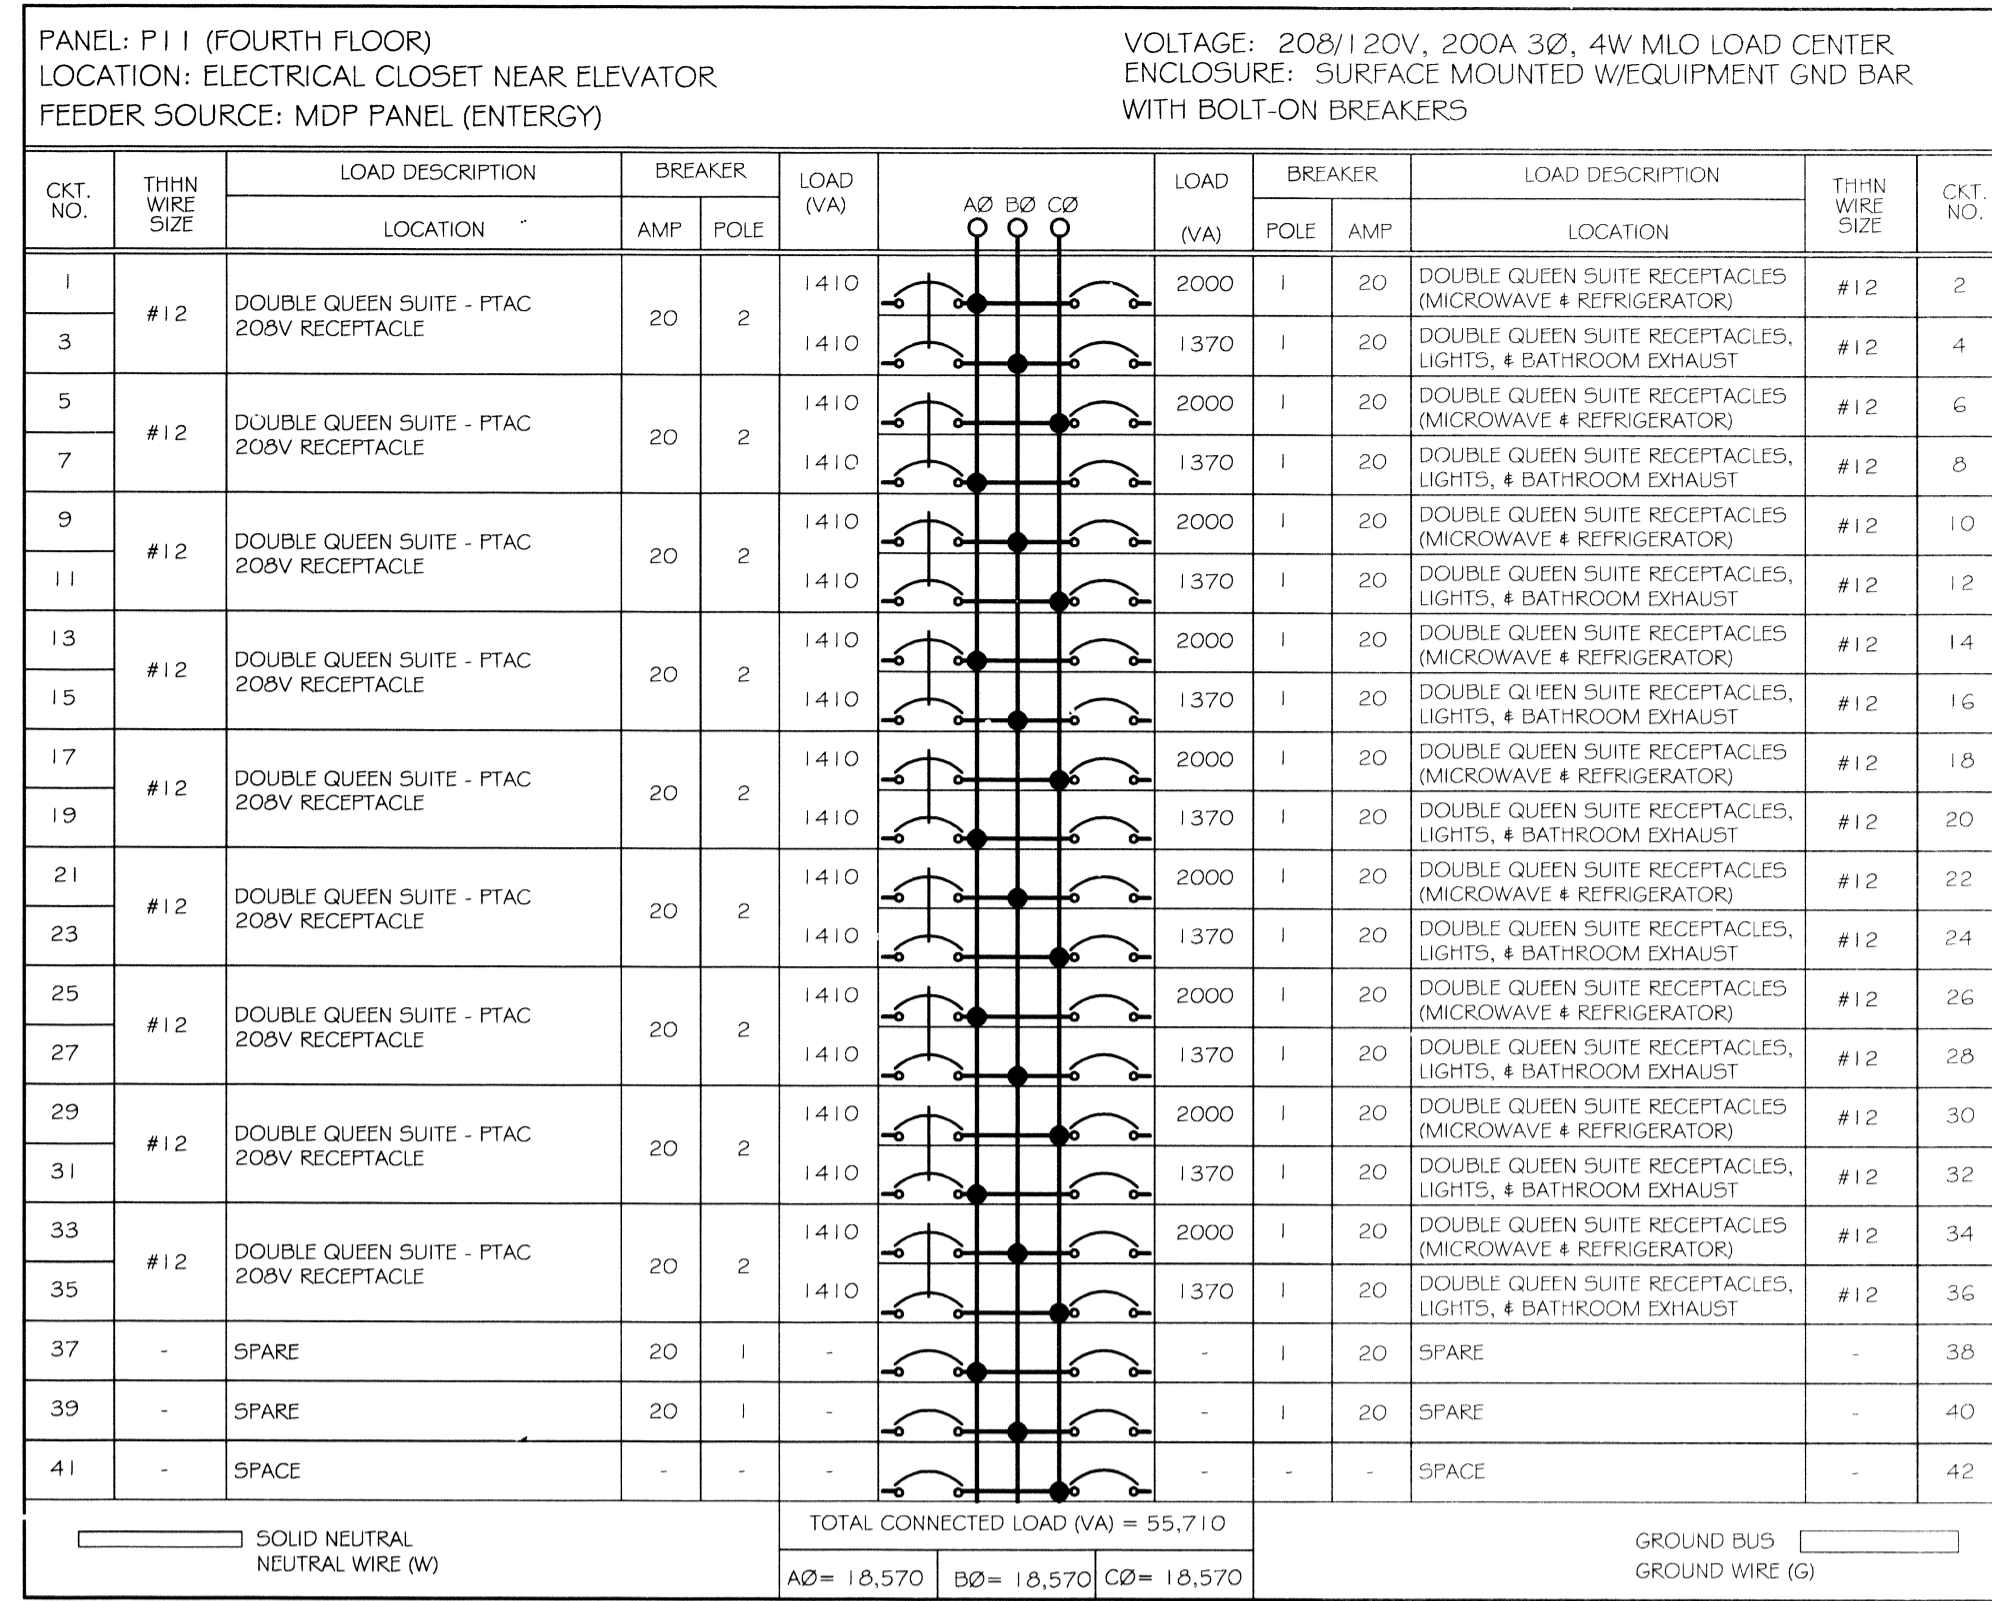 PANEL: P11 (FOURTH FLOOR)
LOCATION: ELECTRICAL CLOSET NEAR ELEVATOR
FEEDER SOURCE: MDP PANEL (ENTERGY)
VOLTAGE: 208/120V, 200A 3Ø, 4W MLO LOAD CENTER
ENCLOSURE: SURFACE MOUNTED W/EQUIPMENT GND BAR
WITH BOLT-ON BREAKERS
CKT. NO.
THHN WIRE SIZE
LOAD DESCRIPTION
LOCATION
BREAKER
AMP POLE
LOAD (VA)
AØ BØ CØ
LOAD (VA)
BREAKER
POLE AMP
LOAD DESCRIPTION
LOCATION
THHN WIRE SIZE
CKT. NO.
1 #12 DOUBLE QUEEN SUITE - PTAC 208V RECEPTACLE 20 2 1410 2000 1 20 DOUBLE QUEEN SUITE RECEPTACLES (MICROWAVE & REFRIGERATOR) #12 2
3 1410 1370 1 20 DOUBLE QUEEN SUITE RECEPTACLES, LIGHTS, & BATHROOM EXHAUST #12 4
5 #12 DOUBLE QUEEN SUITE - PTAC 208V RECEPTACLE 20 2 1410 2000 1 20 DOUBLE QUEEN SUITE RECEPTACLES (MICROWAVE & REFRIGERATOR) #12 6
7 1410 1370 1 20 DOUBLE QUEEN SUITE RECEPTACLES, LIGHTS, & BATHROOM EXHAUST #12 8
9 #12 DOUBLE QUEEN SUITE - PTAC 208V RECEPTACLE 20 2 1410 2000 1 20 DOUBLE QUEEN SUITE RECEPTACLES (MICROWAVE & REFRIGERATOR) #12 10
11 1410 1370 1 20 DOUBLE QUEEN SUITE RECEPTACLES, LIGHTS, & BATHROOM EXHAUST #12 12
13 #12 DOUBLE QUEEN SUITE - PTAC 208V RECEPTACLE 20 2 1410 2000 1 20 DOUBLE QUEEN SUITE RECEPTACLES (MICROWAVE & REFRIGERATOR) #12 14
15 1410 1370 1 20 DOUBLE QUEEN SUITE RECEPTACLES, LIGHTS, & BATHROOM EXHAUST #12 16
17 #12 DOUBLE QUEEN SUITE - PTAC 208V RECEPTACLE 20 2 1410 2000 1 20 DOUBLE QUEEN SUITE RECEPTACLES (MICROWAVE & REFRIGERATOR) #12 18
19 1410 1370 1 20 DOUBLE QUEEN SUITE RECEPTACLES, LIGHTS, & BATHROOM EXHAUST #12 20
21 #12 DOUBLE QUEEN SUITE - PTAC 208V RECEPTACLE 20 2 1410 2000 1 20 DOUBLE QUEEN SUITE RECEPTACLES (MICROWAVE & REFRIGERATOR) #12 22
23 1410 1370 1 20 DOUBLE QUEEN SUITE RECEPTACLES, LIGHTS, & BATHROOM EXHAUST #12 24
25 #12 DOUBLE QUEEN SUITE - PTAC 208V RECEPTACLE 20 2 1410 2000 1 20 DOUBLE QUEEN SUITE RECEPTACLES (MICROWAVE & REFRIGERATOR) #12 26
27 1410 1370 1 20 DOUBLE QUEEN SUITE RECEPTACLES, LIGHTS, & BATHROOM EXHAUST #12 28
29 #12 DOUBLE QUEEN SUITE - PTAC 208V RECEPTACLE 20 2 1410 2000 1 20 DOUBLE QUEEN SUITE RECEPTACLES (MICROWAVE & REFRIGERATOR) #12 30
31 1410 1370 1 20 DOUBLE QUEEN SUITE RECEPTACLES, LIGHTS, & BATHROOM EXHAUST #12 32
33 #12 DOUBLE QUEEN SUITE - PTAC 208V RECEPTACLE 20 2 1410 2000 1 20 DOUBLE QUEEN SUITE RECEPTACLES (MICROWAVE & REFRIGERATOR) #12 34
35 1410 1370 1 20 DOUBLE QUEEN SUITE RECEPTACLES, LIGHTS, & BATHROOM EXHAUST #12 36
37 - SPARE 20 1 - - 1 20 SPARE - 38
39 - SPARE 20 1 - - 1 20 SPARE - 40
41 - SPACE - - - - - - SPACE - 42
SOLID NEUTRAL
NEUTRAL WIRE (W)
TOTAL CONNECTED LOAD (VA) = 55,710
AØ= 18,570 BØ= 18,570 CØ= 18,570
GROUND BUS
GROUND WIRE (G)